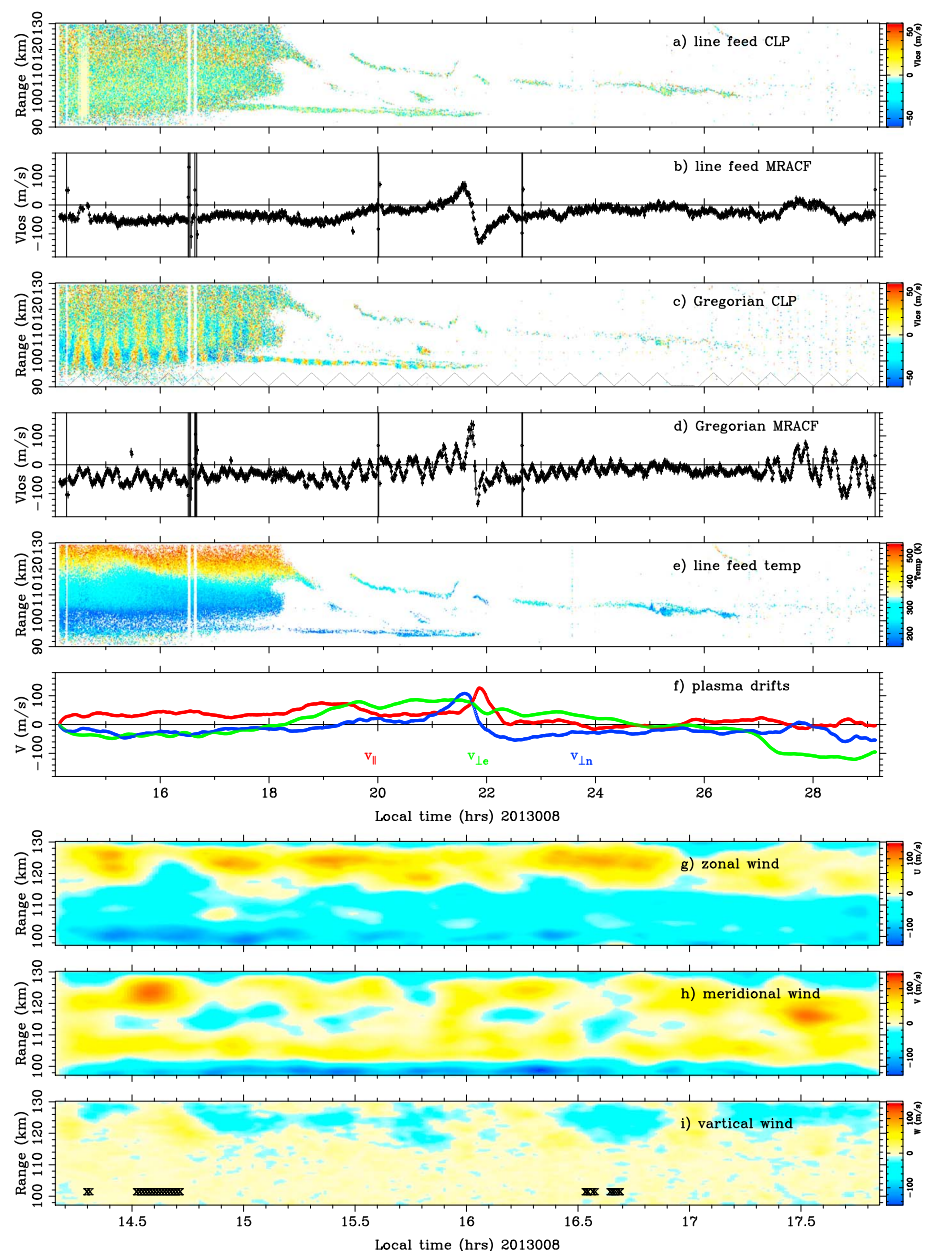 a) line feed CLP
Range (km)
90 100 110 120 130
Vlos (m/s)
−50 0 50
b) line feed MRACF
Vlos (m/s)
−100 0 100
c) Gregorian CLP
Range (km)
90 100 110 120 130
Vlos (m/s)
−50 0 50
d) Gregorian MRACF
Vlos (m/s)
−100 0 100
e) line feed temp
Range (km)
90 100 110 120 130
Temp (K)
200 300 400 500
f) plasma drifts
V (m/s)
−100 0 100
v∥ v⊥e v⊥n
16 18 20 22 24 26 28
Local time (hrs) 2013008
g) zonal wind
Range (km)
100 110 120 130
U (m/s)
−100 0 100
h) meridional wind
Range (km)
100 110 120 130
V (m/s)
−100 0 100
i) vartical wind
Range (km)
100 110 120 130
W (m/s)
−100 0 100
14.5 15 15.5 16 16.5 17 17.5
Local time (hrs) 2013008